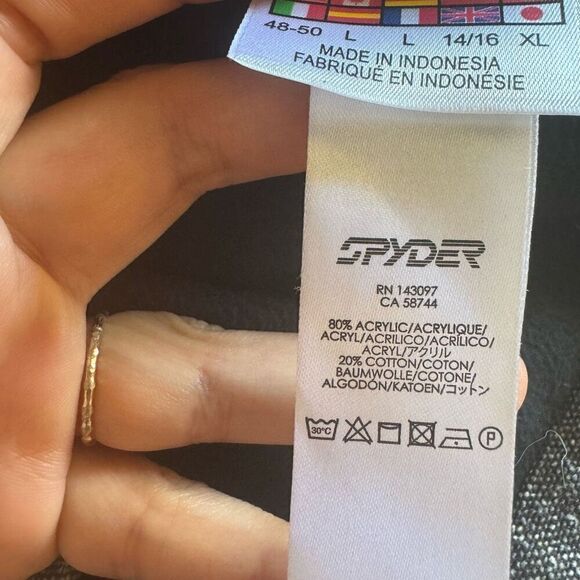 48-50 L L 14/16 XL
MADE IN INDONESIA
FABRIQUÉ EN INDONÉSIE
SPYDER
RN 143097
CA 58744
80% ACRYLIC/ACRYLIQUE/
ACRYL/ACRILICO/ACRÍLICO/
ACRYL/アクリル
20% COTTON/COTON/
BAUMWOLLE/COTONE/
ALGODÓN/KATOEN/コットン
30°C P